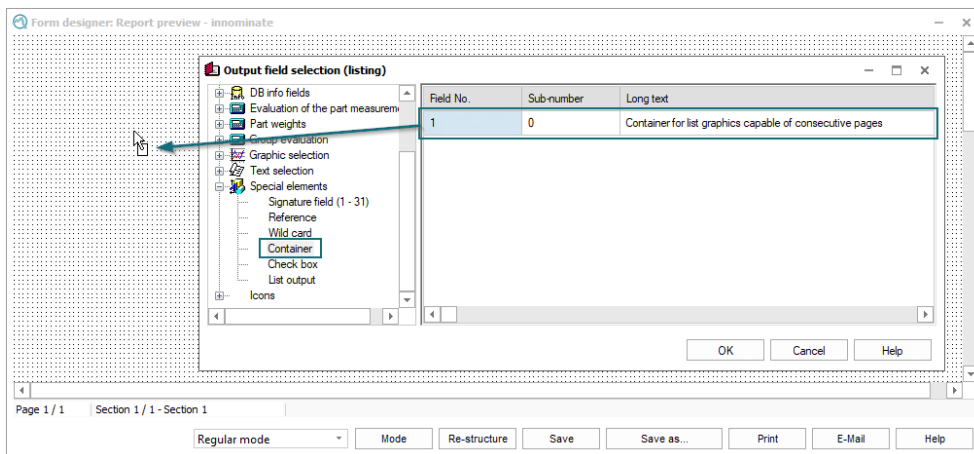 Form designer: Report preview - innominate
Output field selection (listing)
DB info fields
Evaluation of the part measurem
Part weights
Group evaluation
Graphic selection
Text selection
Special elements
Signature field (1 - 31)
Reference
Wild card
Container
Check box
List output
Icons
Field No. Sub-number Long text
1 0 Container for list graphics capable of consecutive pages
OK Cancel Help
Page 1 / 1 Section 1 / 1 - Section 1
Regular mode Mode Re-structure Save Save as... Print E-Mail Help